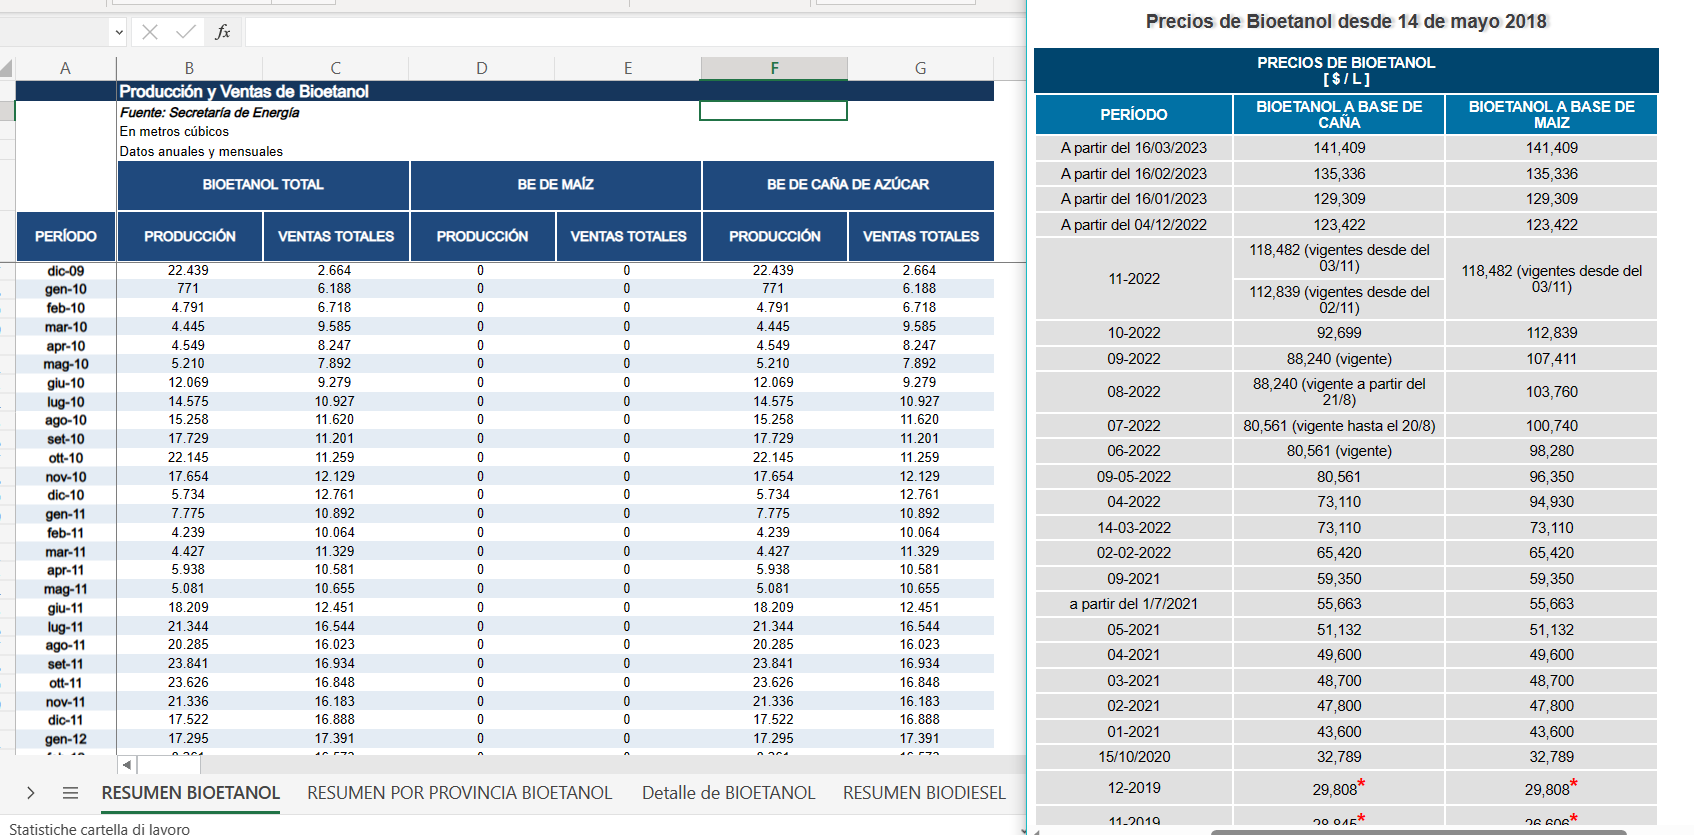 fx
A B C D E F G
Producción y Ventas de Bioetanol
Fuente: Secretaría de Energía
En metros cúbicos
Datos anuales y mensuales
BIOETANOL TOTAL BE DE MAÍZ BE DE CAÑA DE AZÚCAR
PERÍODO PRODUCCIÓN VENTAS TOTALES PRODUCCIÓN VENTAS TOTALES PRODUCCIÓN VENTAS TOTALES
dic-09 22.439 2.664 0 0 22.439 2.664
gen-10 771 6.188 0 0 771 6.188
feb-10 4.791 6.718 0 0 4.791 6.718
mar-10 4.445 9.585 0 0 4.445 9.585
apr-10 4.549 8.247 0 0 4.549 8.247
mag-10 5.210 7.892 0 0 5.210 7.892
giu-10 12.069 9.279 0 0 12.069 9.279
lug-10 14.575 10.927 0 0 14.575 10.927
ago-10 15.258 11.620 0 0 15.258 11.620
set-10 17.729 11.201 0 0 17.729 11.201
ott-10 22.145 11.259 0 0 22.145 11.259
nov-10 17.654 12.129 0 0 17.654 12.129
dic-10 5.734 12.761 0 0 5.734 12.761
gen-11 7.775 10.892 0 0 7.775 10.892
feb-11 4.239 10.064 0 0 4.239 10.064
mar-11 4.427 11.329 0 0 4.427 11.329
apr-11 5.938 10.581 0 0 5.938 10.581
mag-11 5.081 10.655 0 0 5.081 10.655
giu-11 18.209 12.451 0 0 18.209 12.451
lug-11 21.344 16.544 0 0 21.344 16.544
ago-11 20.285 16.023 0 0 20.285 16.023
set-11 23.841 16.934 0 0 23.841 16.934
ott-11 23.626 16.848 0 0 23.626 16.848
nov-11 21.336 16.183 0 0 21.336 16.183
dic-11 17.522 16.888 0 0 17.522 16.888
gen-12 17.295 17.391 0 0 17.295 17.391
RESUMEN BIOETANOL RESUMEN POR PROVINCIA BIOETANOL Detalle de BIOETANOL RESUMEN BIODIESEL
Statistiche cartella di lavoro
Precios de Bioetanol desde 14 de mayo 2018
PRECIOS DE BIOETANOL
[ $ / L ]
PERÍODO BIOETANOL A BASE DE CAÑA BIOETANOL A BASE DE MAIZ
A partir del 16/03/2023 141,409 141,409
A partir del 16/02/2023 135,336 135,336
A partir del 16/01/2023 129,309 129,309
A partir del 04/12/2022 123,422 123,422
11-2022 118,482 (vigentes desde del 03/11) 118,482 (vigentes desde del 03/11)
112,839 (vigentes desde del 02/11)
10-2022 92,699 112,839
09-2022 88,240 (vigente) 107,411
08-2022 88,240 (vigente a partir del 21/8) 103,760
07-2022 80,561 (vigente hasta el 20/8) 100,740
06-2022 80,561 (vigente) 98,280
09-05-2022 80,561 96,350
04-2022 73,110 94,930
14-03-2022 73,110 73,110
02-02-2022 65,420 65,420
09-2021 59,350 59,350
a partir del 1/7/2021 55,663 55,663
05-2021 51,132 51,132
04-2021 49,600 49,600
03-2021 48,700 48,700
02-2021 47,800 47,800
01-2021 43,600 43,600
15/10/2020 32,789 32,789
12-2019 29,808* 29,808*
11-2019